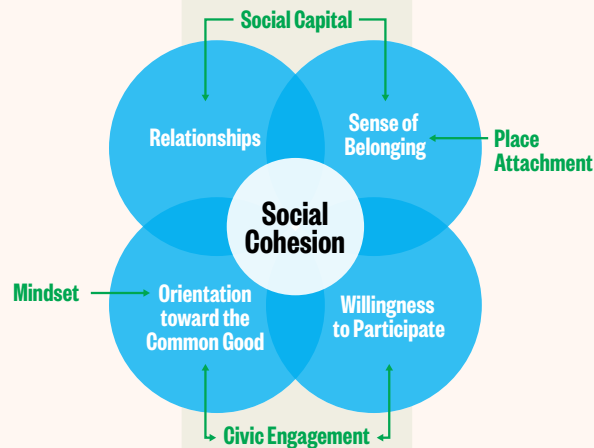 Social Capital
Relationships
Sense of
Belonging
Place
Attachment
Social
Cohesion
Mindset
Orientation
toward the
Common Good
Willingness
to Participate
Civic Engagement